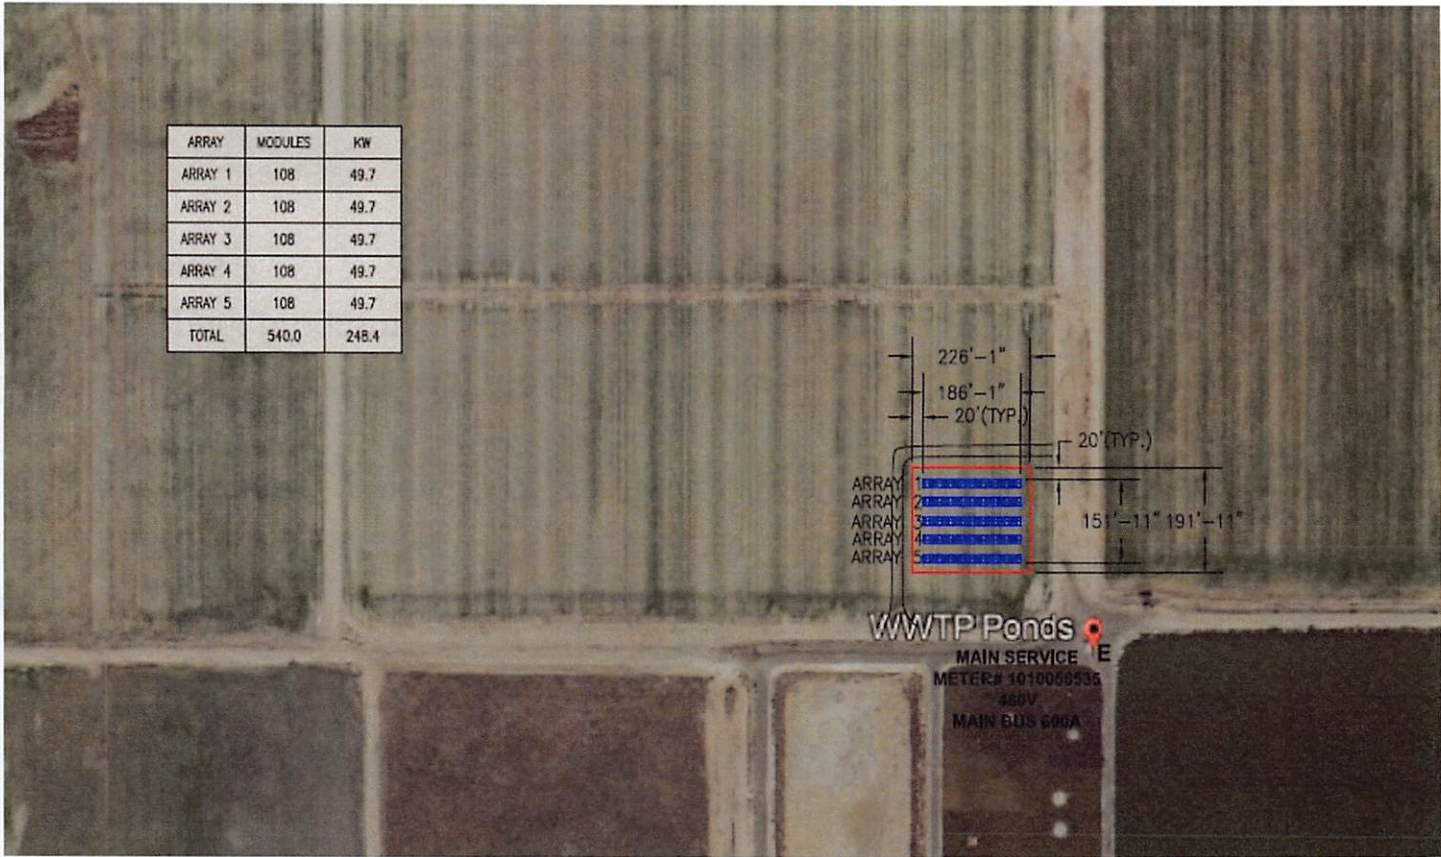 ARRAY MODULES KW
ARRAY 1 108 49.7
ARRAY 2 108 49.7
ARRAY 3 108 49.7
ARRAY 4 108 49.7
ARRAY 5 108 49.7
TOTAL 540.0 248.4
226'-1"
186'-1"
20'(TYP.)
20'(TYP.)
ARRAY 1
ARRAY 2
ARRAY 3
ARRAY 4
ARRAY 5
151'-11" 191'-11"
WWTP Ponds
E
MAIN SERVICE
METER# 1010056535
480V
MAIN BUS 600A